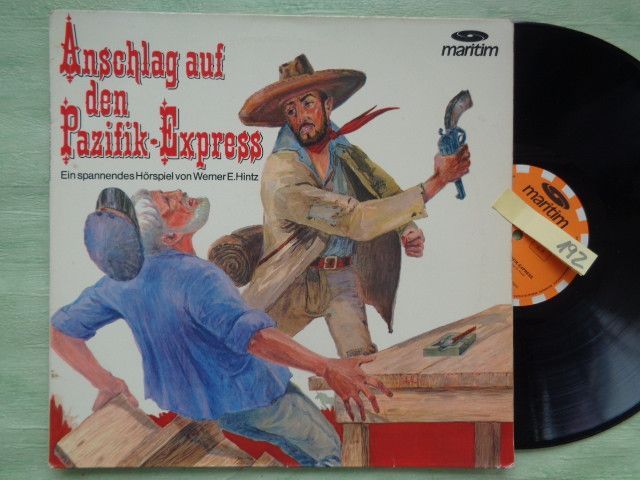 Anschlag auf
den
Pazifik-Express
Ein spannendes Hörspiel von Werner E. Hintz
maritim
maritim
192